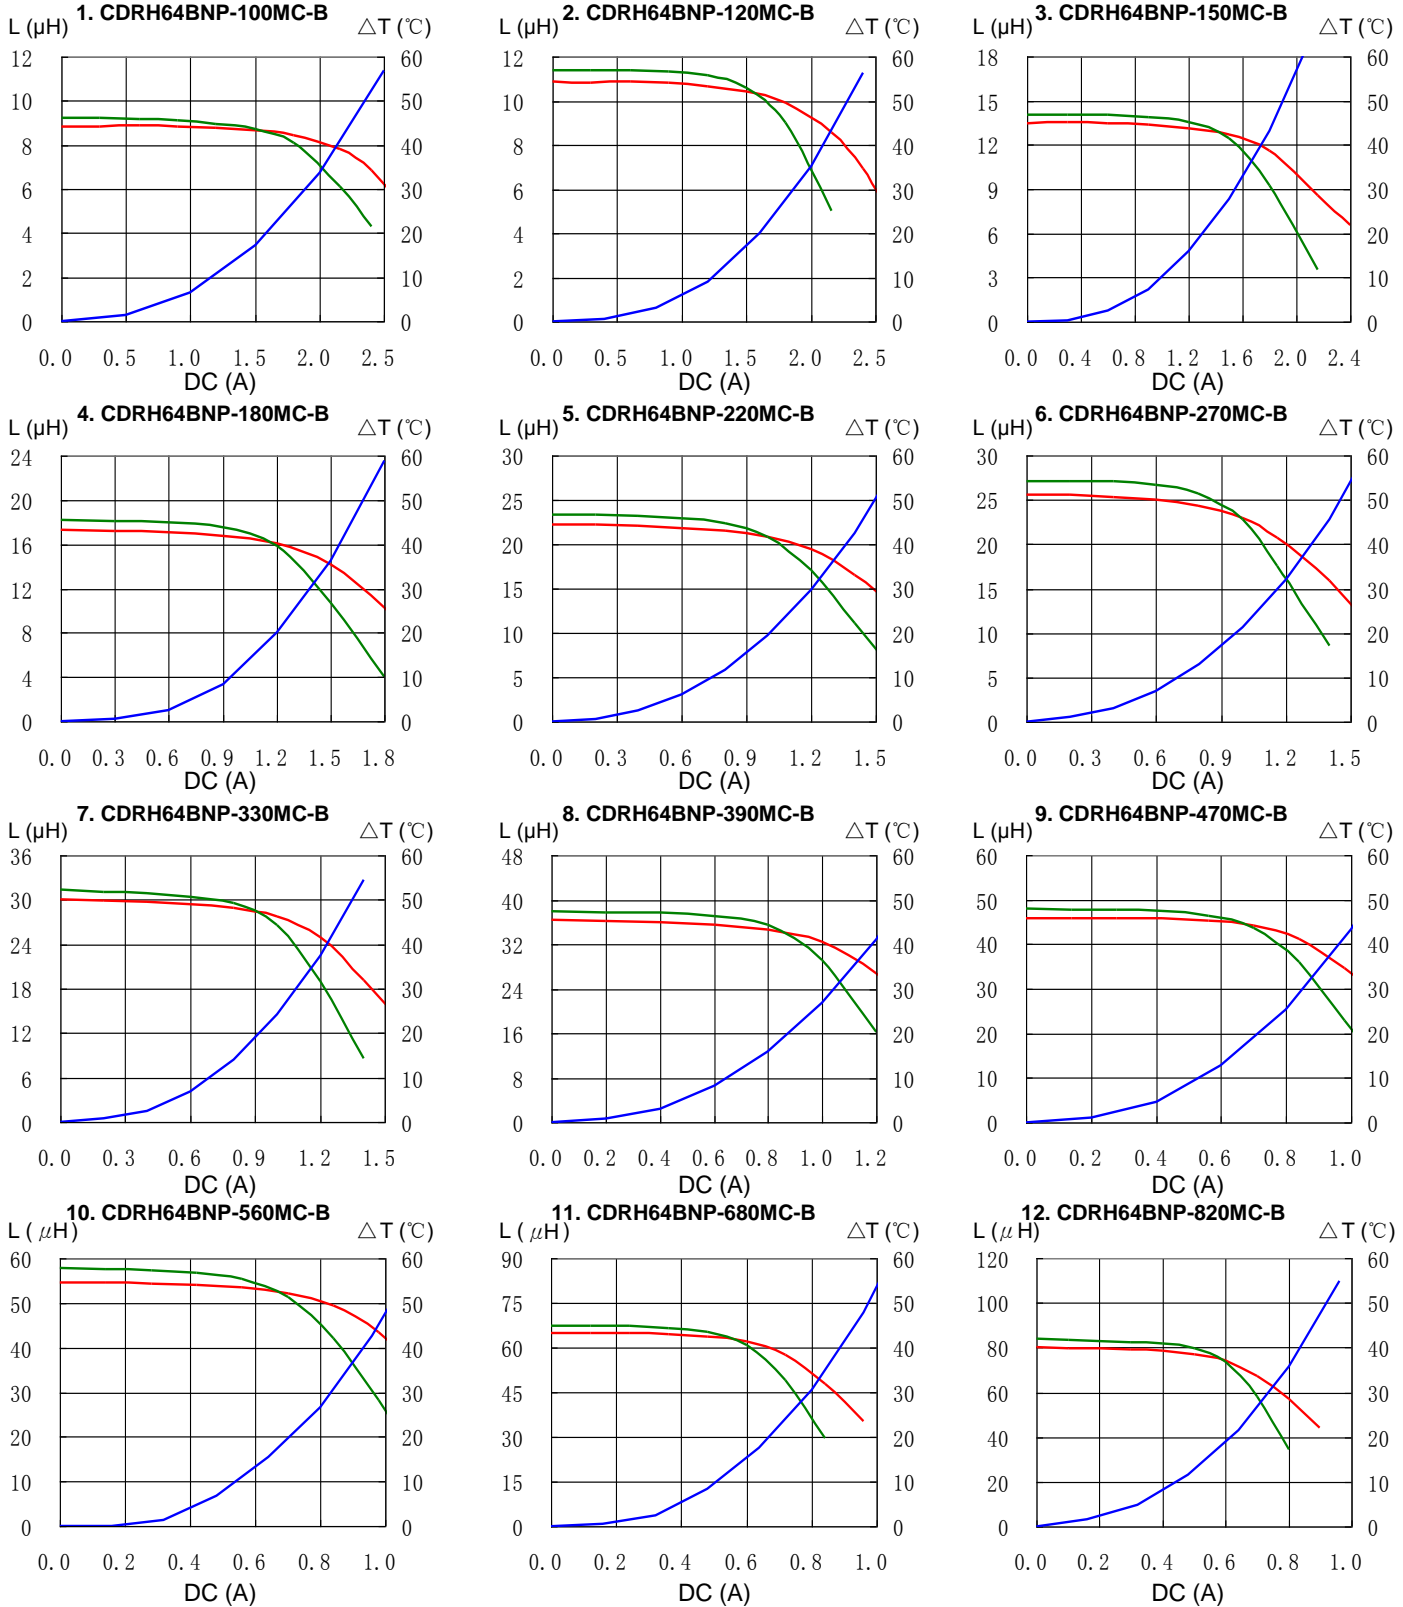 1. CDRH64BNP-100MC-B
L (µH) △T (℃)
12 60
10 50
8 40
6 30
4 20
2 10
0 0
0.0 0.5 1.0 1.5 2.0 2.5
DC (A)
2. CDRH64BNP-120MC-B
L (µH) △T (℃)
12 60
10 50
8 40
6 30
4 20
2 10
0 0
0.0 0.5 1.0 1.5 2.0 2.5
DC (A)
3. CDRH64BNP-150MC-B
L (µH) △T (℃)
18 60
15 50
12 40
9 30
6 20
3 10
0 0
0.0 0.4 0.8 1.2 1.6 2.0 2.4
DC (A)
4. CDRH64BNP-180MC-B
L (µH) △T (℃)
24 60
20 50
16 40
12 30
8 20
4 10
0 0
0.0 0.3 0.6 0.9 1.2 1.5 1.8
DC (A)
5. CDRH64BNP-220MC-B
L (µH) △T (℃)
30 60
25 50
20 40
15 30
10 20
5 10
0 0
0.0 0.3 0.6 0.9 1.2 1.5
DC (A)
6. CDRH64BNP-270MC-B
L (µH) △T (℃)
30 60
25 50
20 40
15 30
10 20
5 10
0 0
0.0 0.3 0.6 0.9 1.2 1.5
DC (A)
7. CDRH64BNP-330MC-B
L (µH) △T (℃)
36 60
30 50
24 40
18 30
12 20
6 10
0 0
0.0 0.3 0.6 0.9 1.2 1.5
DC (A)
8. CDRH64BNP-390MC-B
L (µH) △T (℃)
48 60
40 50
32 40
24 30
16 20
8 10
0 0
0.0 0.2 0.4 0.6 0.8 1.0 1.2
DC (A)
9. CDRH64BNP-470MC-B
L (µH) △T (℃)
60 60
50 50
40 40
30 30
20 20
10 10
0 0
0.0 0.2 0.4 0.6 0.8 1.0
DC (A)
10. CDRH64BNP-560MC-B
L ( µH) △T (℃)
60 60
50 50
40 40
30 30
20 20
10 10
0 0
0.0 0.2 0.4 0.6 0.8 1.0
DC (A)
11. CDRH64BNP-680MC-B
L ( µH) △T (℃)
90 60
75 50
60 40
45 30
30 20
15 10
0 0
0.0 0.2 0.4 0.6 0.8 1.0
DC (A)
12. CDRH64BNP-820MC-B
L (µ H) △T (℃)
120 60
100 50
80 40
60 30
40 20
20 10
0 0
0.0 0.2 0.4 0.6 0.8 1.0
DC (A)